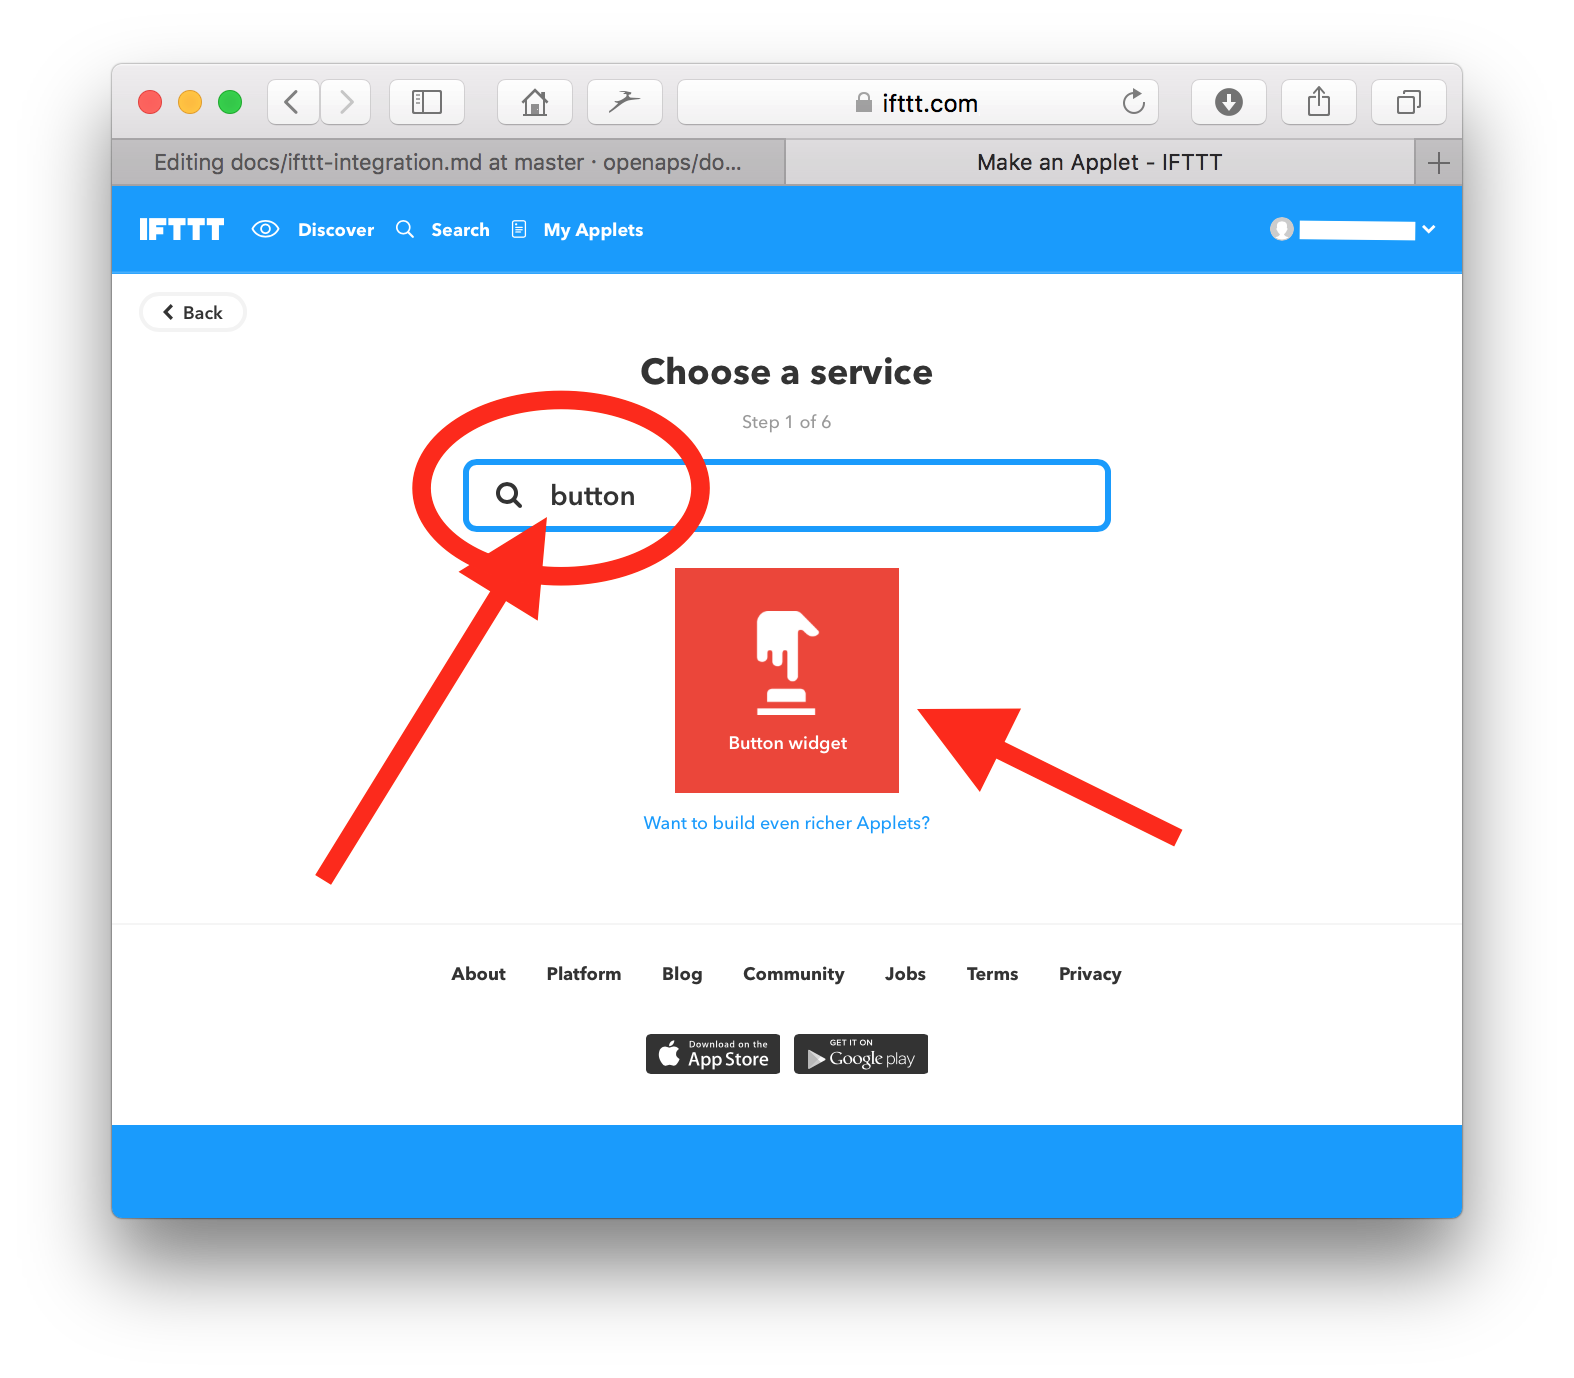 ifttt.com
Editing docs/ifttt-integration.md at master · openaps/do...
Make an Applet - IFTTT
IFTTT Discover Search My Applets
Back
Choose a service
Step 1 of 6
button
Button widget
Want to build even richer Applets?
About Platform Blog Community Jobs Terms Privacy
Download on the
App Store
GET IT ON
Google play